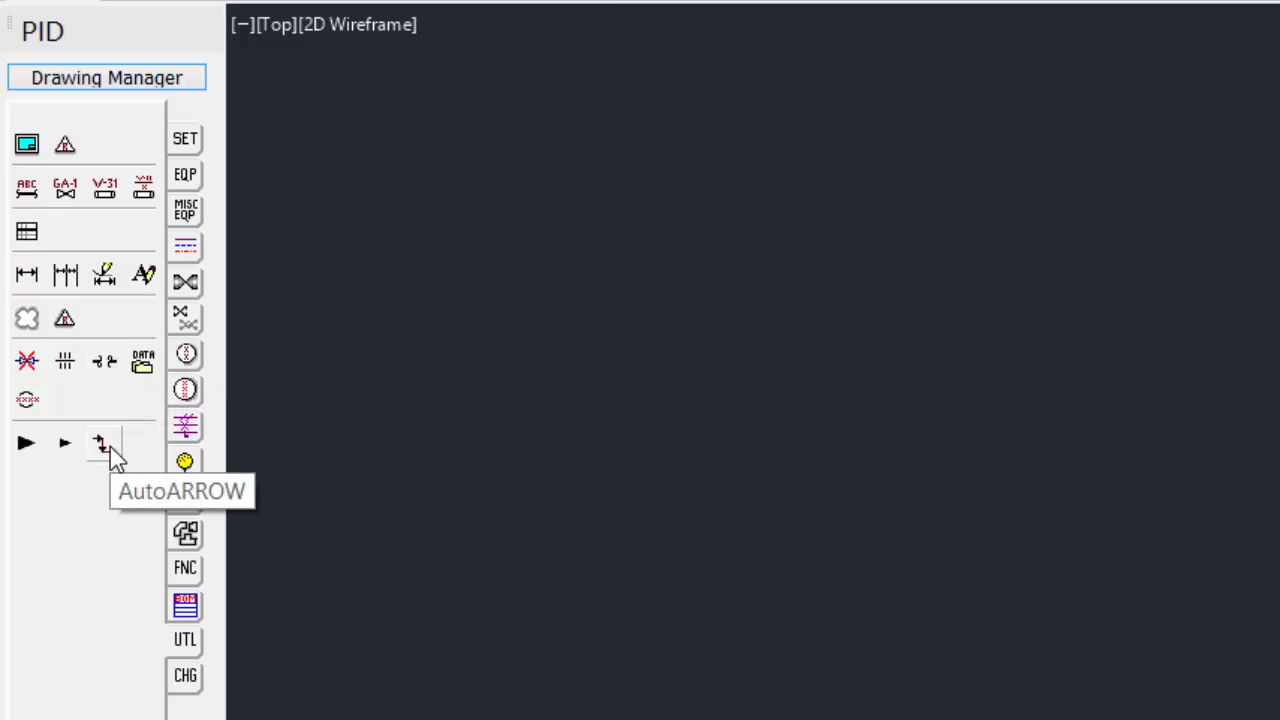 PID
[−][Top][2D Wireframe]
Drawing Manager
SET
EQP
ABC
GA-1
V-31
MISC
EQP
DATA
AutoARROW
FNC
BOM
UTL
CHG